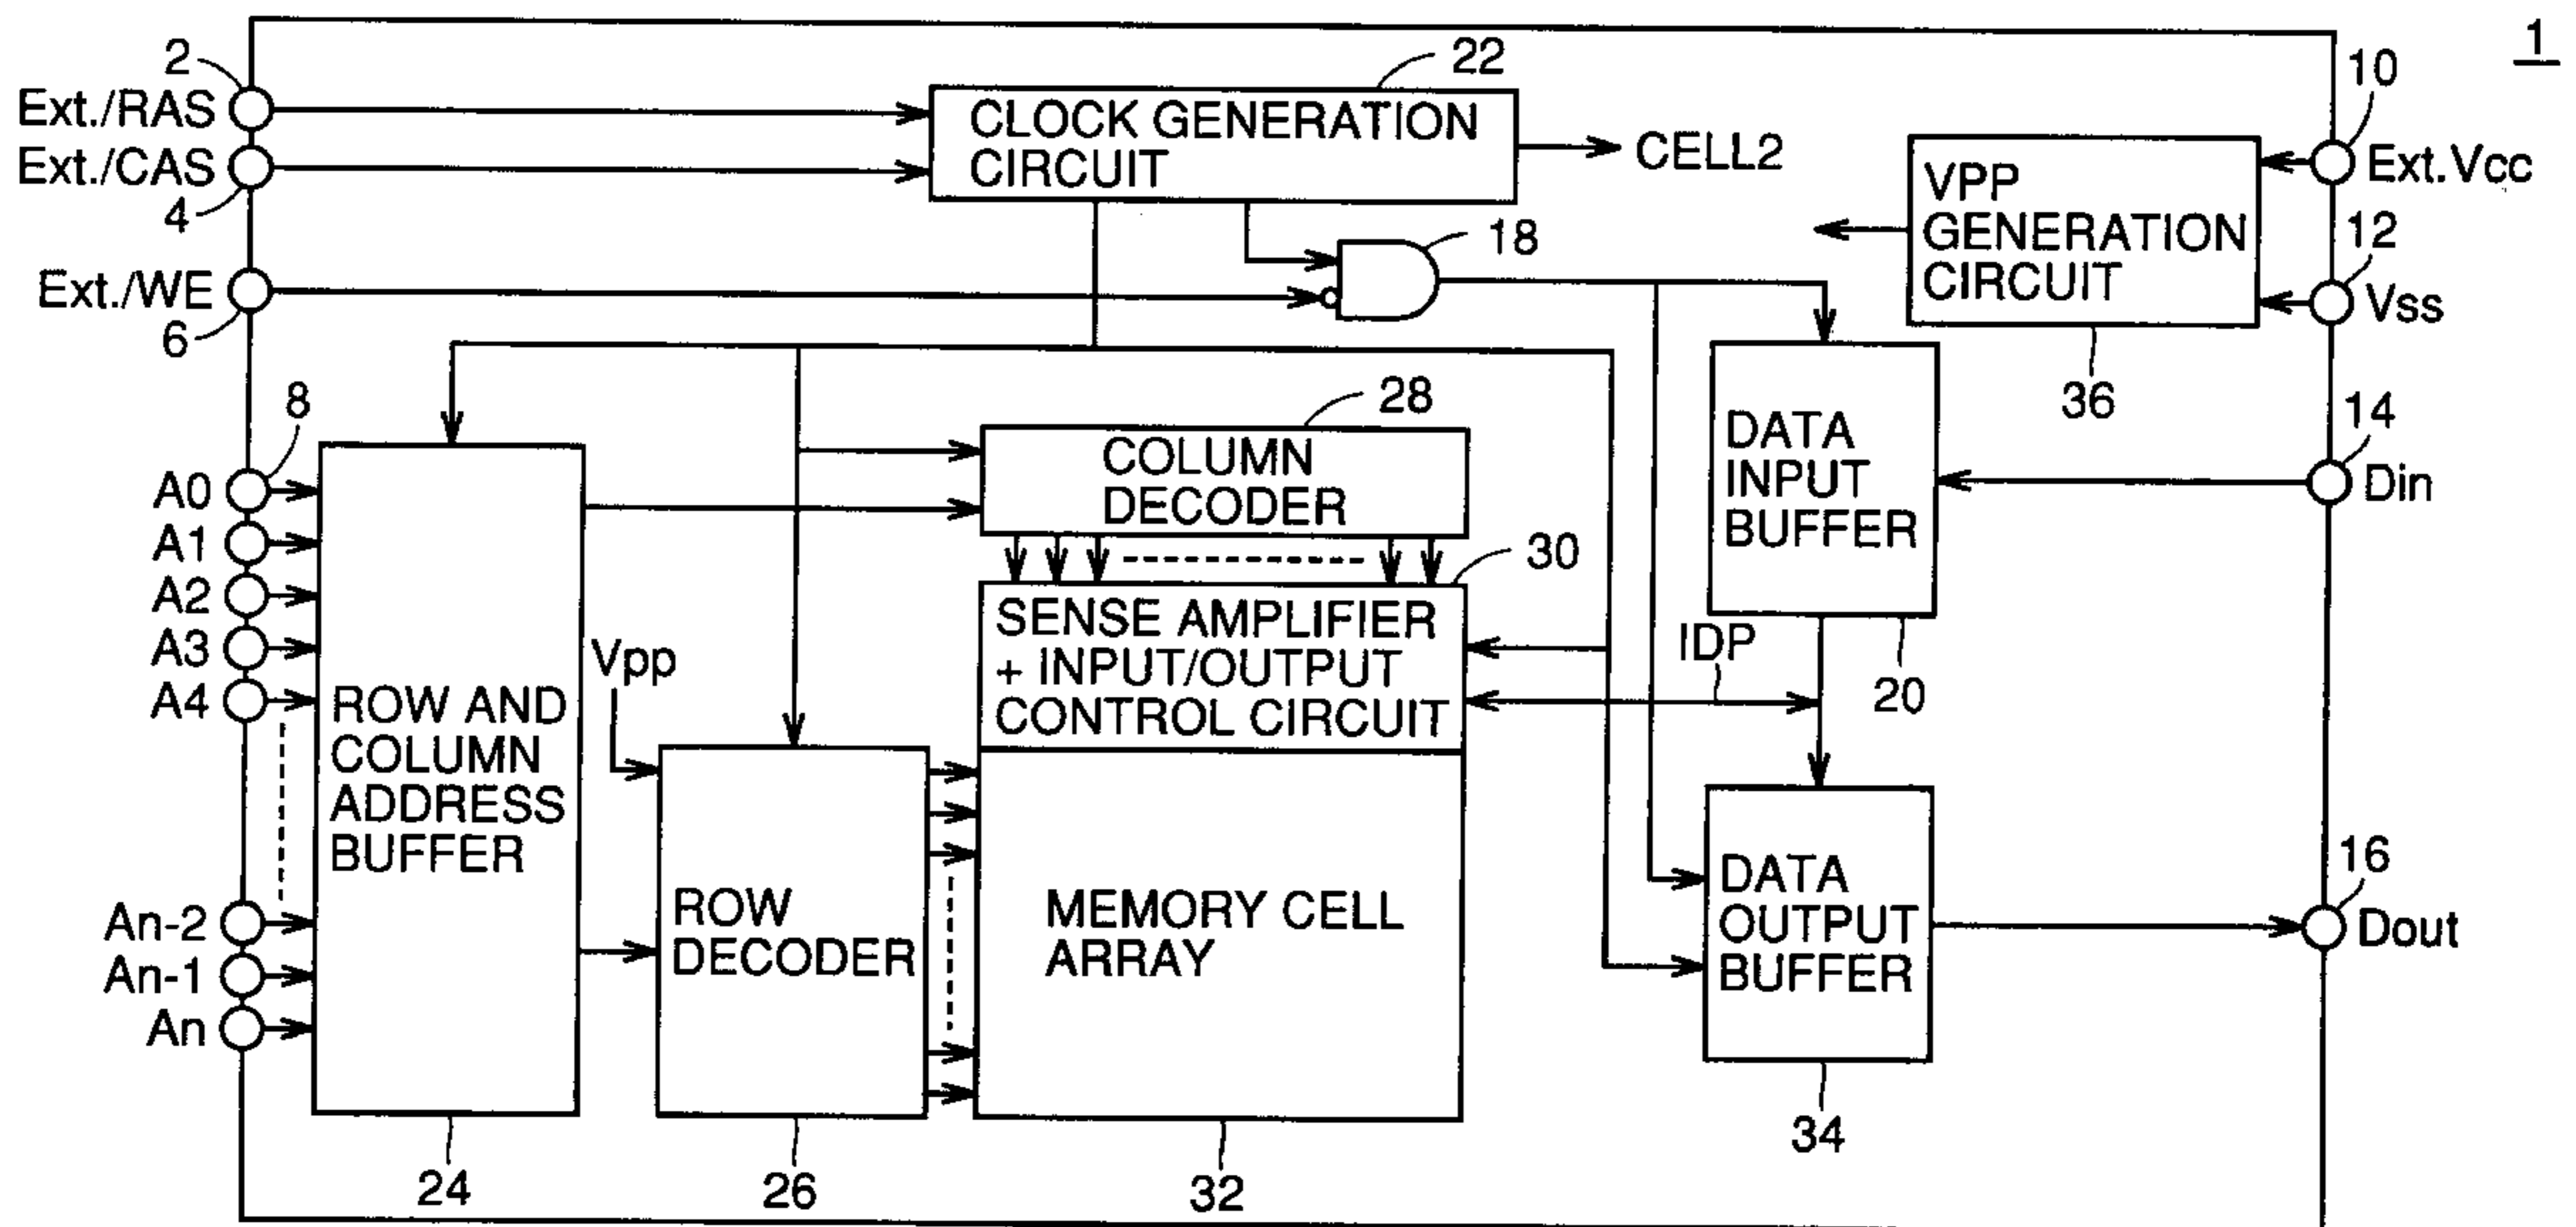 1
2
Ext./RAS
Ext./CAS
4
Ext./WE
6
22
CLOCK GENERATION
CIRCUIT
CELL2
18
10
Ext.Vcc
VPP
GENERATION
CIRCUIT
12
Vss
36
8
A0
A1
A2
A3
A4
An-2
An-1
An
ROW AND
COLUMN
ADDRESS
BUFFER
24
Vpp
ROW
DECODER
26
28
COLUMN
DECODER
30
SENSE AMPLIFIER
+ INPUT/OUTPUT
CONTROL CIRCUIT
MEMORY CELL
ARRAY
32
IDP
DATA
INPUT
BUFFER
20
14
Din
DATA
OUTPUT
BUFFER
34
16
Dout